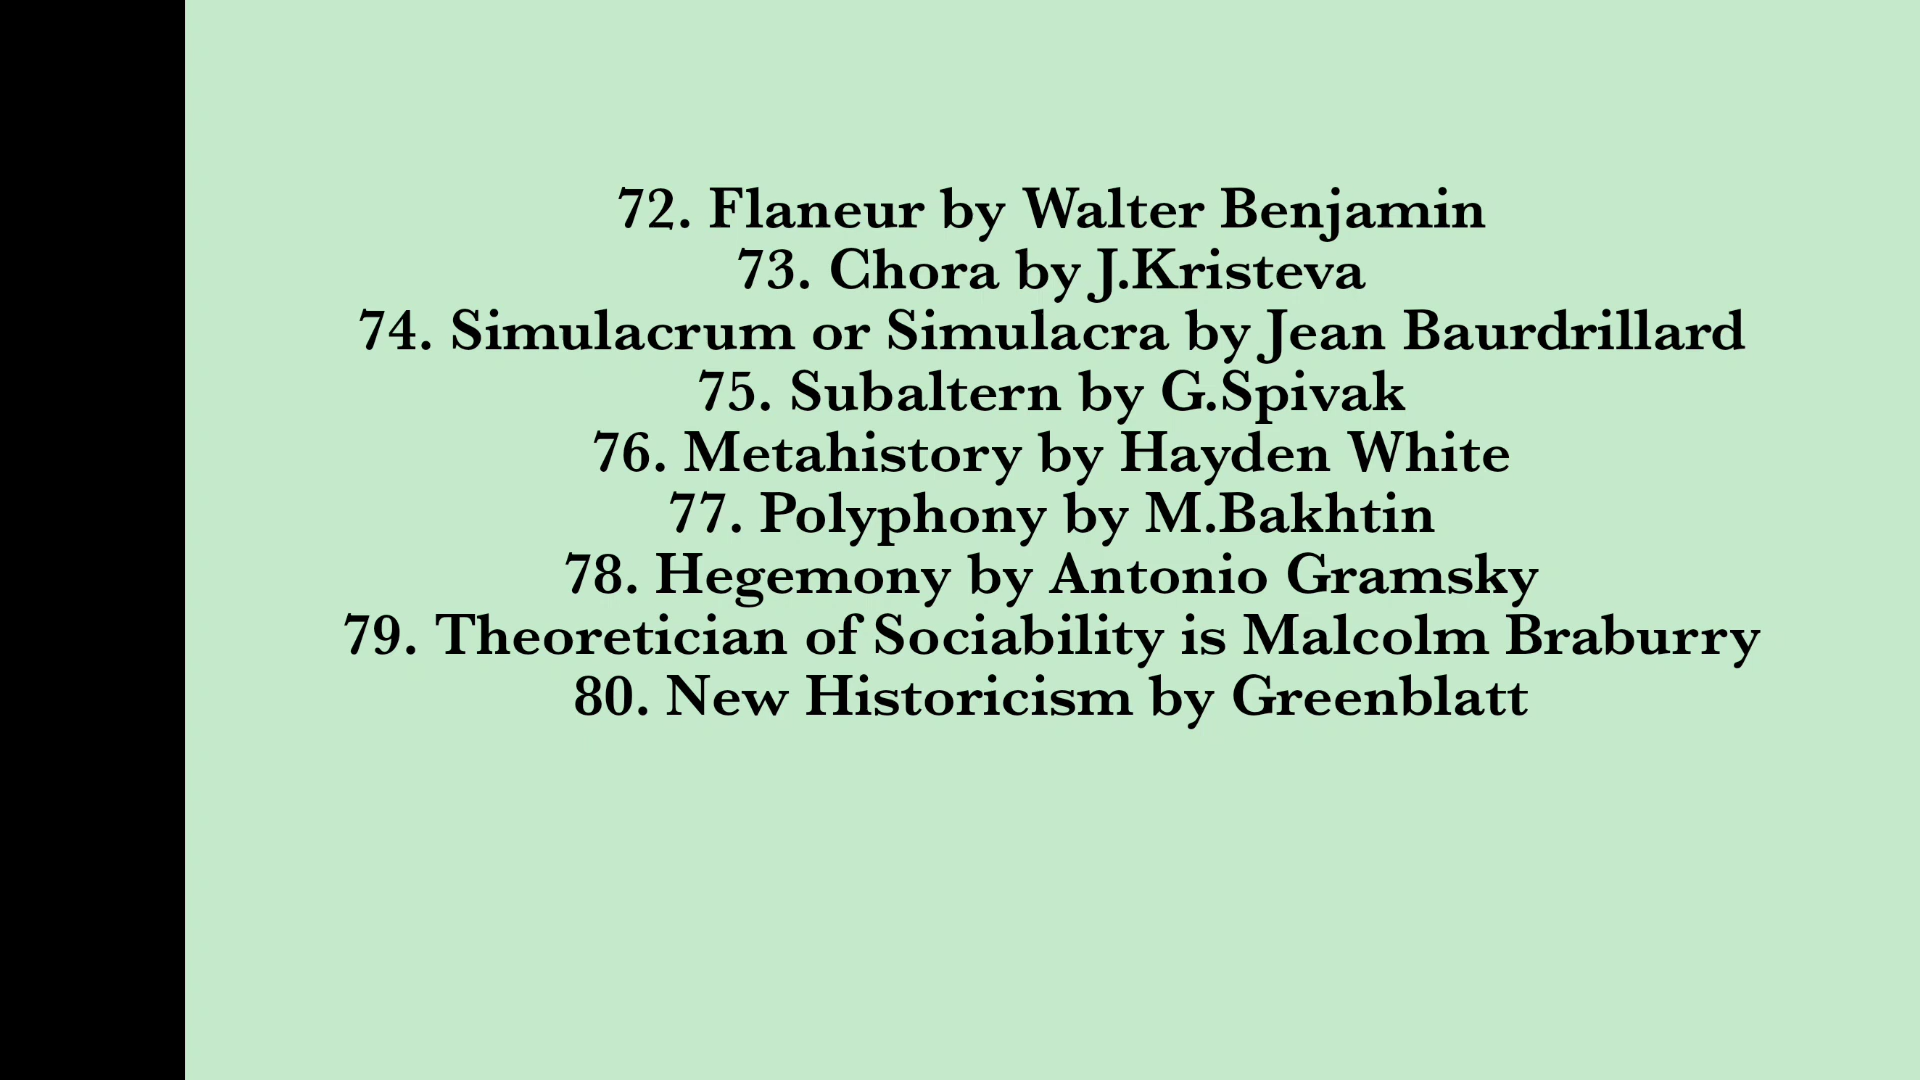 72. Flaneur by Walter Benjamin
73. Chora by J.Kristeva
74. Simulacrum or Simulacra by Jean Baurdrillard
75. Subaltern by G.Spivak
76. Metahistory by Hayden White
77. Polyphony by M.Bakhtin
78. Hegemony by Antonio Gramsky
79. Theoretician of Sociability is Malcolm Braburry
80. New Historicism by Greenblatt